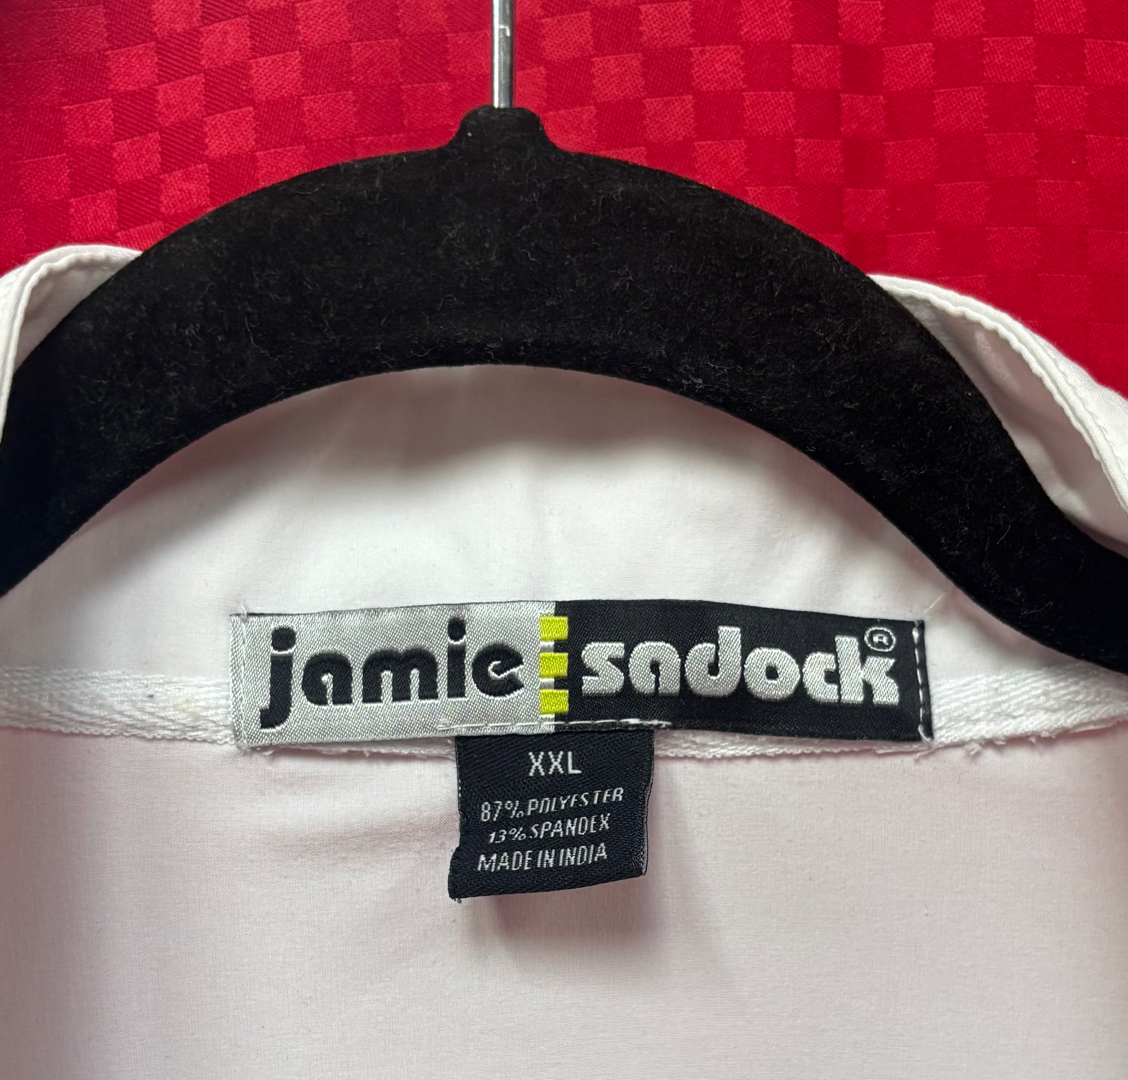 jamie sadock®
XXL
87% POLYESTER
13% SPANDEX
MADE IN INDIA